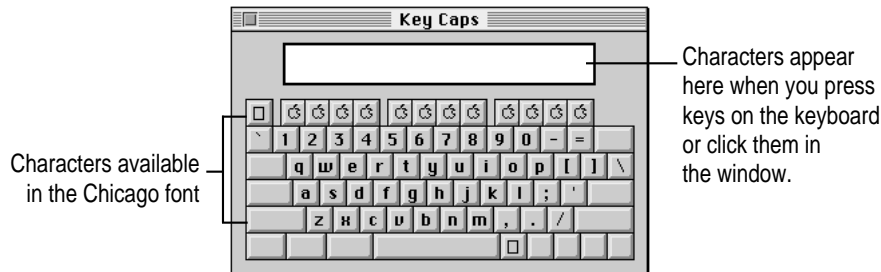 Key Caps
Characters appear
here when you press
keys on the keyboard
or click them in
the window.
Characters available
in the Chicago font
` 1 2 3 4 5 6 7 8 9 0 - =
q w e r t y u i o p [ ] \
a s d f g h j k l ; '
z x c v b n m , . /